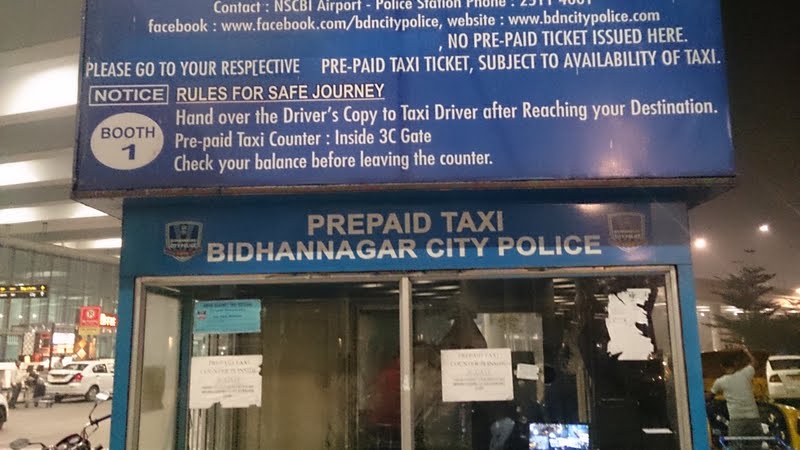 Contact : NSCBI Airport - Police Station Phone :
facebook : www.facebook.com/bdncitypolice, website : www.bdncitypolice.com
, NO PRE-PAID TICKET ISSUED HERE.
PLEASE GO TO YOUR RESPECTIVE PRE-PAID TAXI TICKET, SUBJECT TO AVAILABILITY OF TAXI.
NOTICE RULES FOR SAFE JOURNEY
BOOTH
1
Hand over the Driver's Copy to Taxi Driver after Reaching your Destination.
Pre-paid Taxi Counter : Inside 3C Gate
Check your balance before leaving the counter.
PREPAID TAXI
BIDHANNAGAR CITY POLICE
PREPAID TAXI
PREPAID TAXI